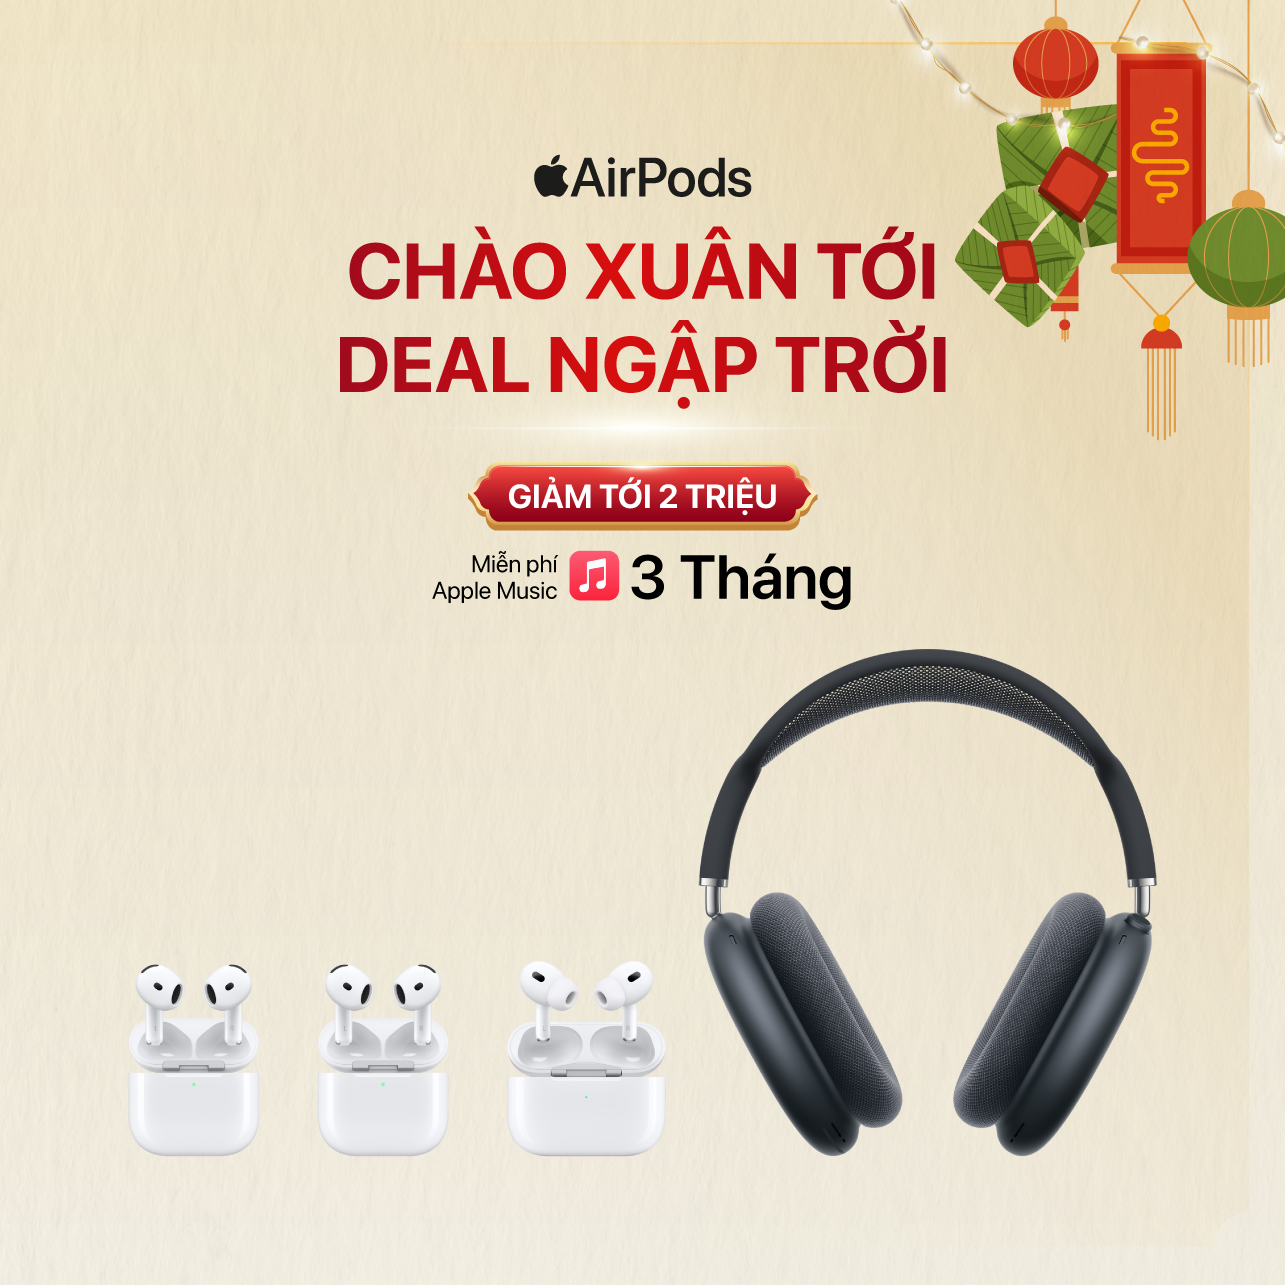 AirPods
CHÀO XUÂN TỚI
DEAL NGẬP TRỜI
GIẢM TỚI 2 TRIỆU
Miễn phí
Apple Music
3 Tháng